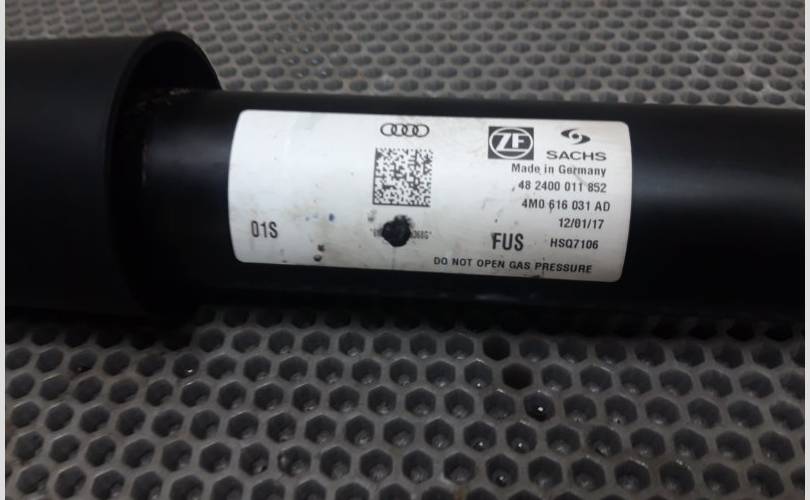 ZF
SACHS
Made in Germany
48 2400 011 852
4M0 616 031 AD
12/01/17
01S
FUS HSQ7106
DO NOT OPEN GAS PRESSURE